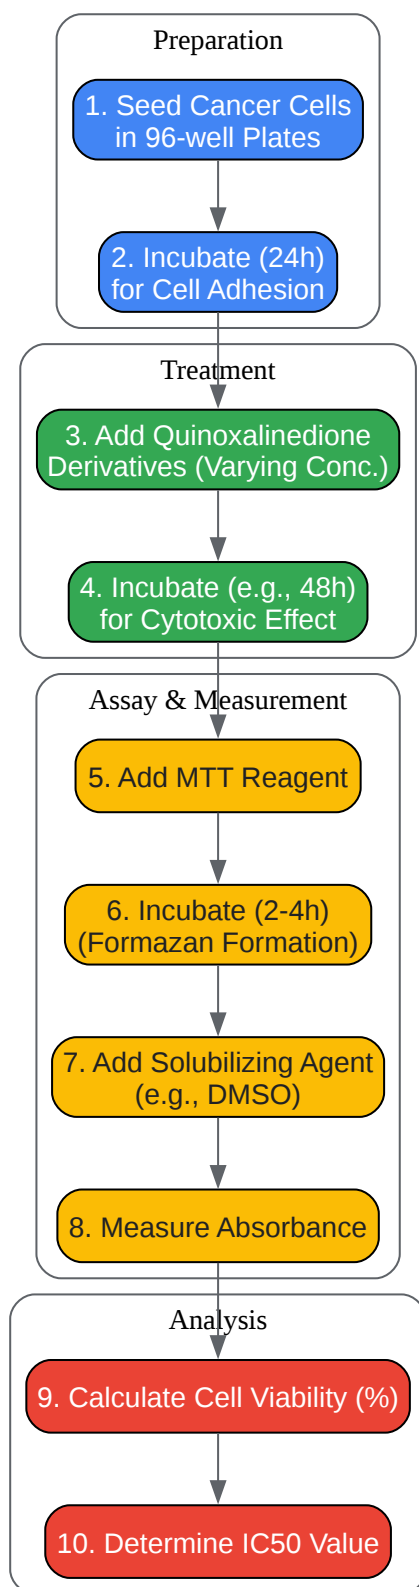 Preparation
1. Seed Cancer Cells
in 96-well Plates
2. Incubate (24h)
for Cell Adhesion
Treatment
3. Add Quinoxalinedione
Derivatives (Varying Conc.)
4. Incubate (e.g., 48h)
for Cytotoxic Effect
Assay & Measurement
5. Add MTT Reagent
6. Incubate (2-4h)
(Formazan Formation)
7. Add Solubilizing Agent
(e.g., DMSO)
8. Measure Absorbance
Analysis
9. Calculate Cell Viability (%)
10. Determine IC50 Value